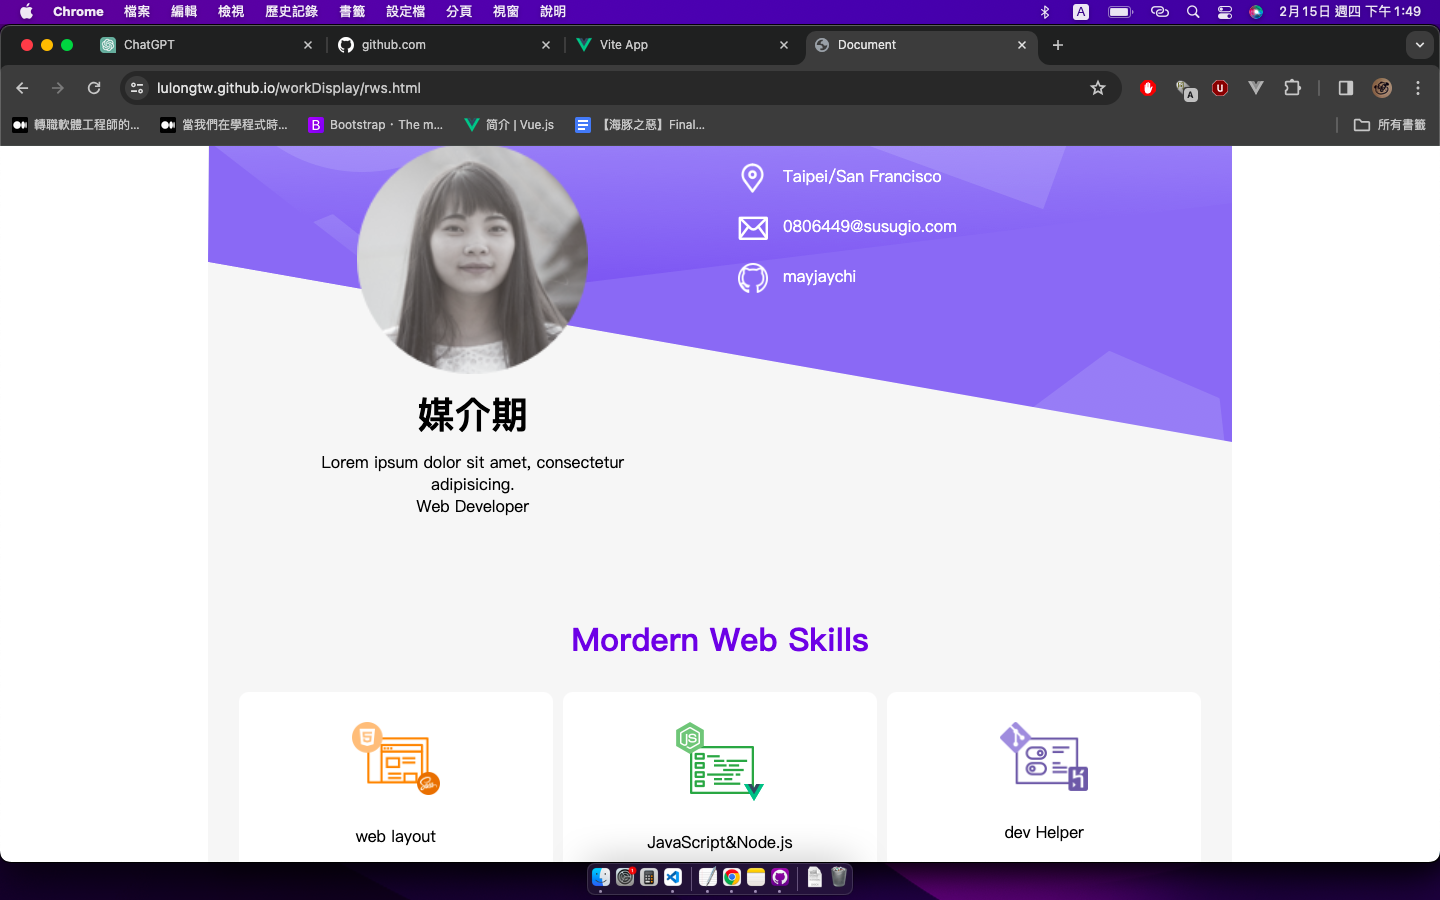 Chrome 檔案 編輯 檢視 歷史記錄 書籤 設定檔 分頁 視窗 說明 A 2月15日 週四 下午1:49
ChatGPT github.com Vite App Document
lulongtw.github.io/workDisplay/rws.html
轉職軟體工程師的... 當我們在學程式時... Bootstrap · The m... 简介 | Vue.js 【海豚之惡】Final... 所有書籤
Taipei/San Francisco
0806449@susugio.com
mayjaychi
媒介期
Lorem ipsum dolor sit amet, consectetur
adipisicing.
Web Developer
Mordern Web Skills
web layout
JavaScript&Node.js
dev Helper